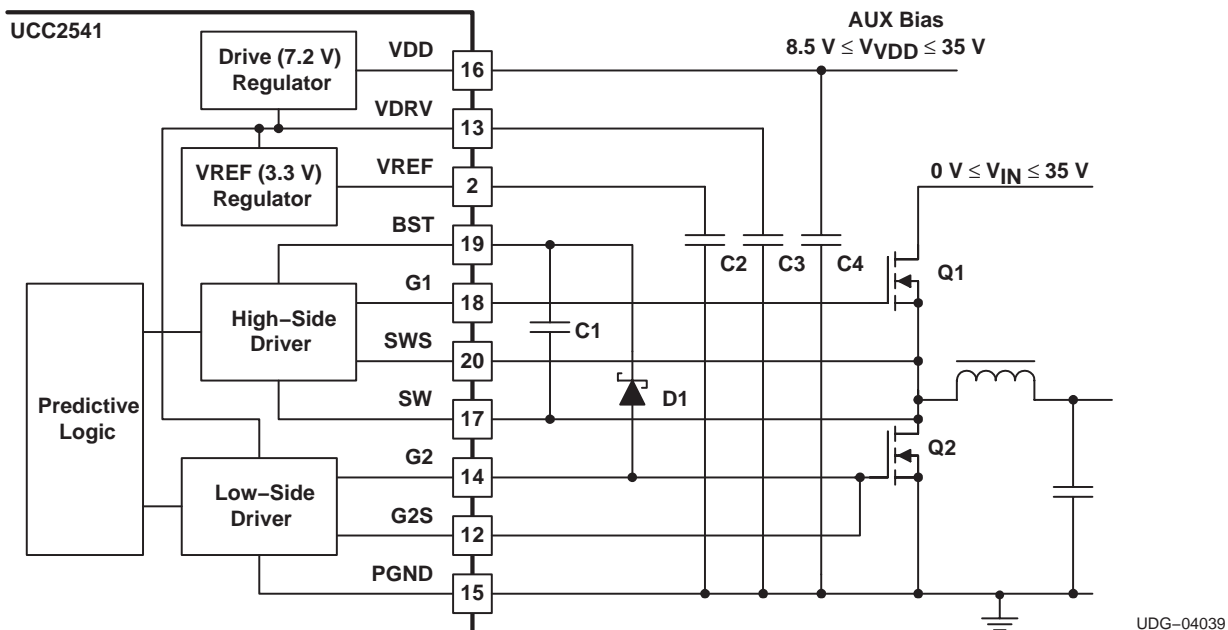 UCC2541
AUX Bias
8.5 V ≤ VVDD ≤ 35 V
Drive (7.2 V)
Regulator
VDD
16
VDRV
13
VREF (3.3 V)
Regulator
VREF
2
0 V ≤ VIN ≤ 35 V
BST
19
C2
C3
C4
Q1
G1
18
High−Side
Driver
C1
SWS
20
Predictive
Logic
SW
17
D1
Q2
G2
14
Low−Side
Driver
G2S
12
PGND
15
UDG−04039